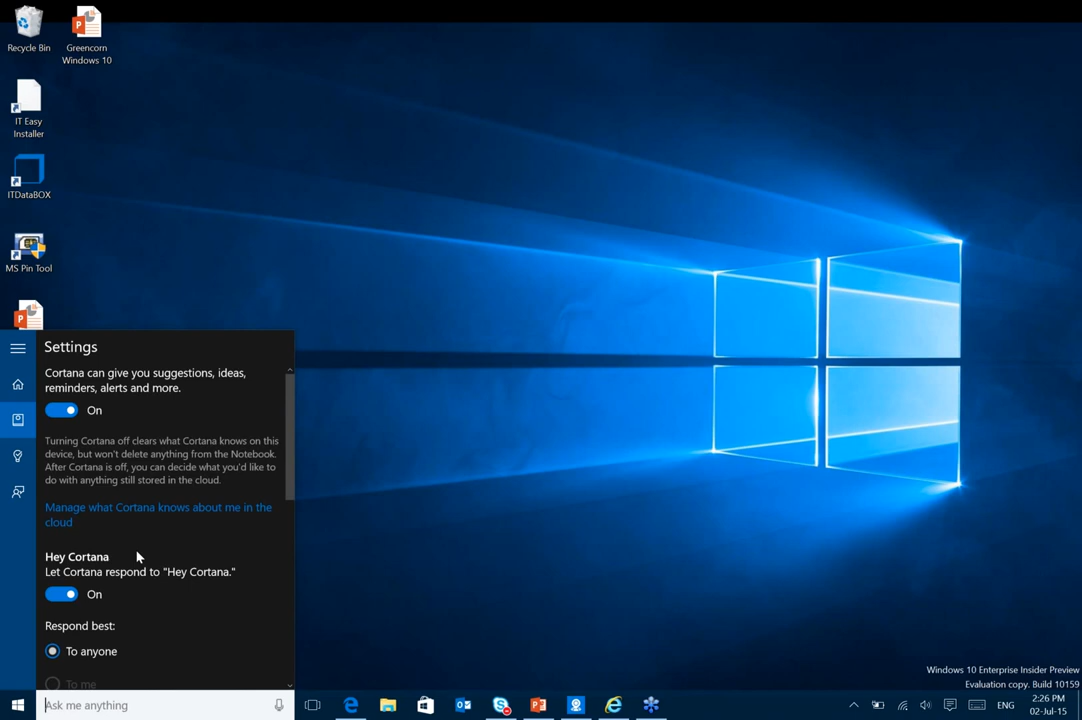 Recycle Bin
Greencorn
Windows 10
IT Easy
Installer
ITDataBOX
MS Pin Tool
Settings
Cortana can give you suggestions, ideas,
reminders, alerts and more.
On
Turning Cortana off clears what Cortana knows on this
device, but won't delete anything from the Notebook.
After Cortana is off, you can decide what you'd like to
do with anything still stored in the cloud.
Manage what Cortana knows about me in the
cloud
Hey Cortana
Let Cortana respond to "Hey Cortana."
On
Respond best:
To anyone
To me
Ask me anything
Windows 10 Enterprise Insider Preview
Evaluation copy. Build 10159
ENG
2:26 PM
02-Jul-15